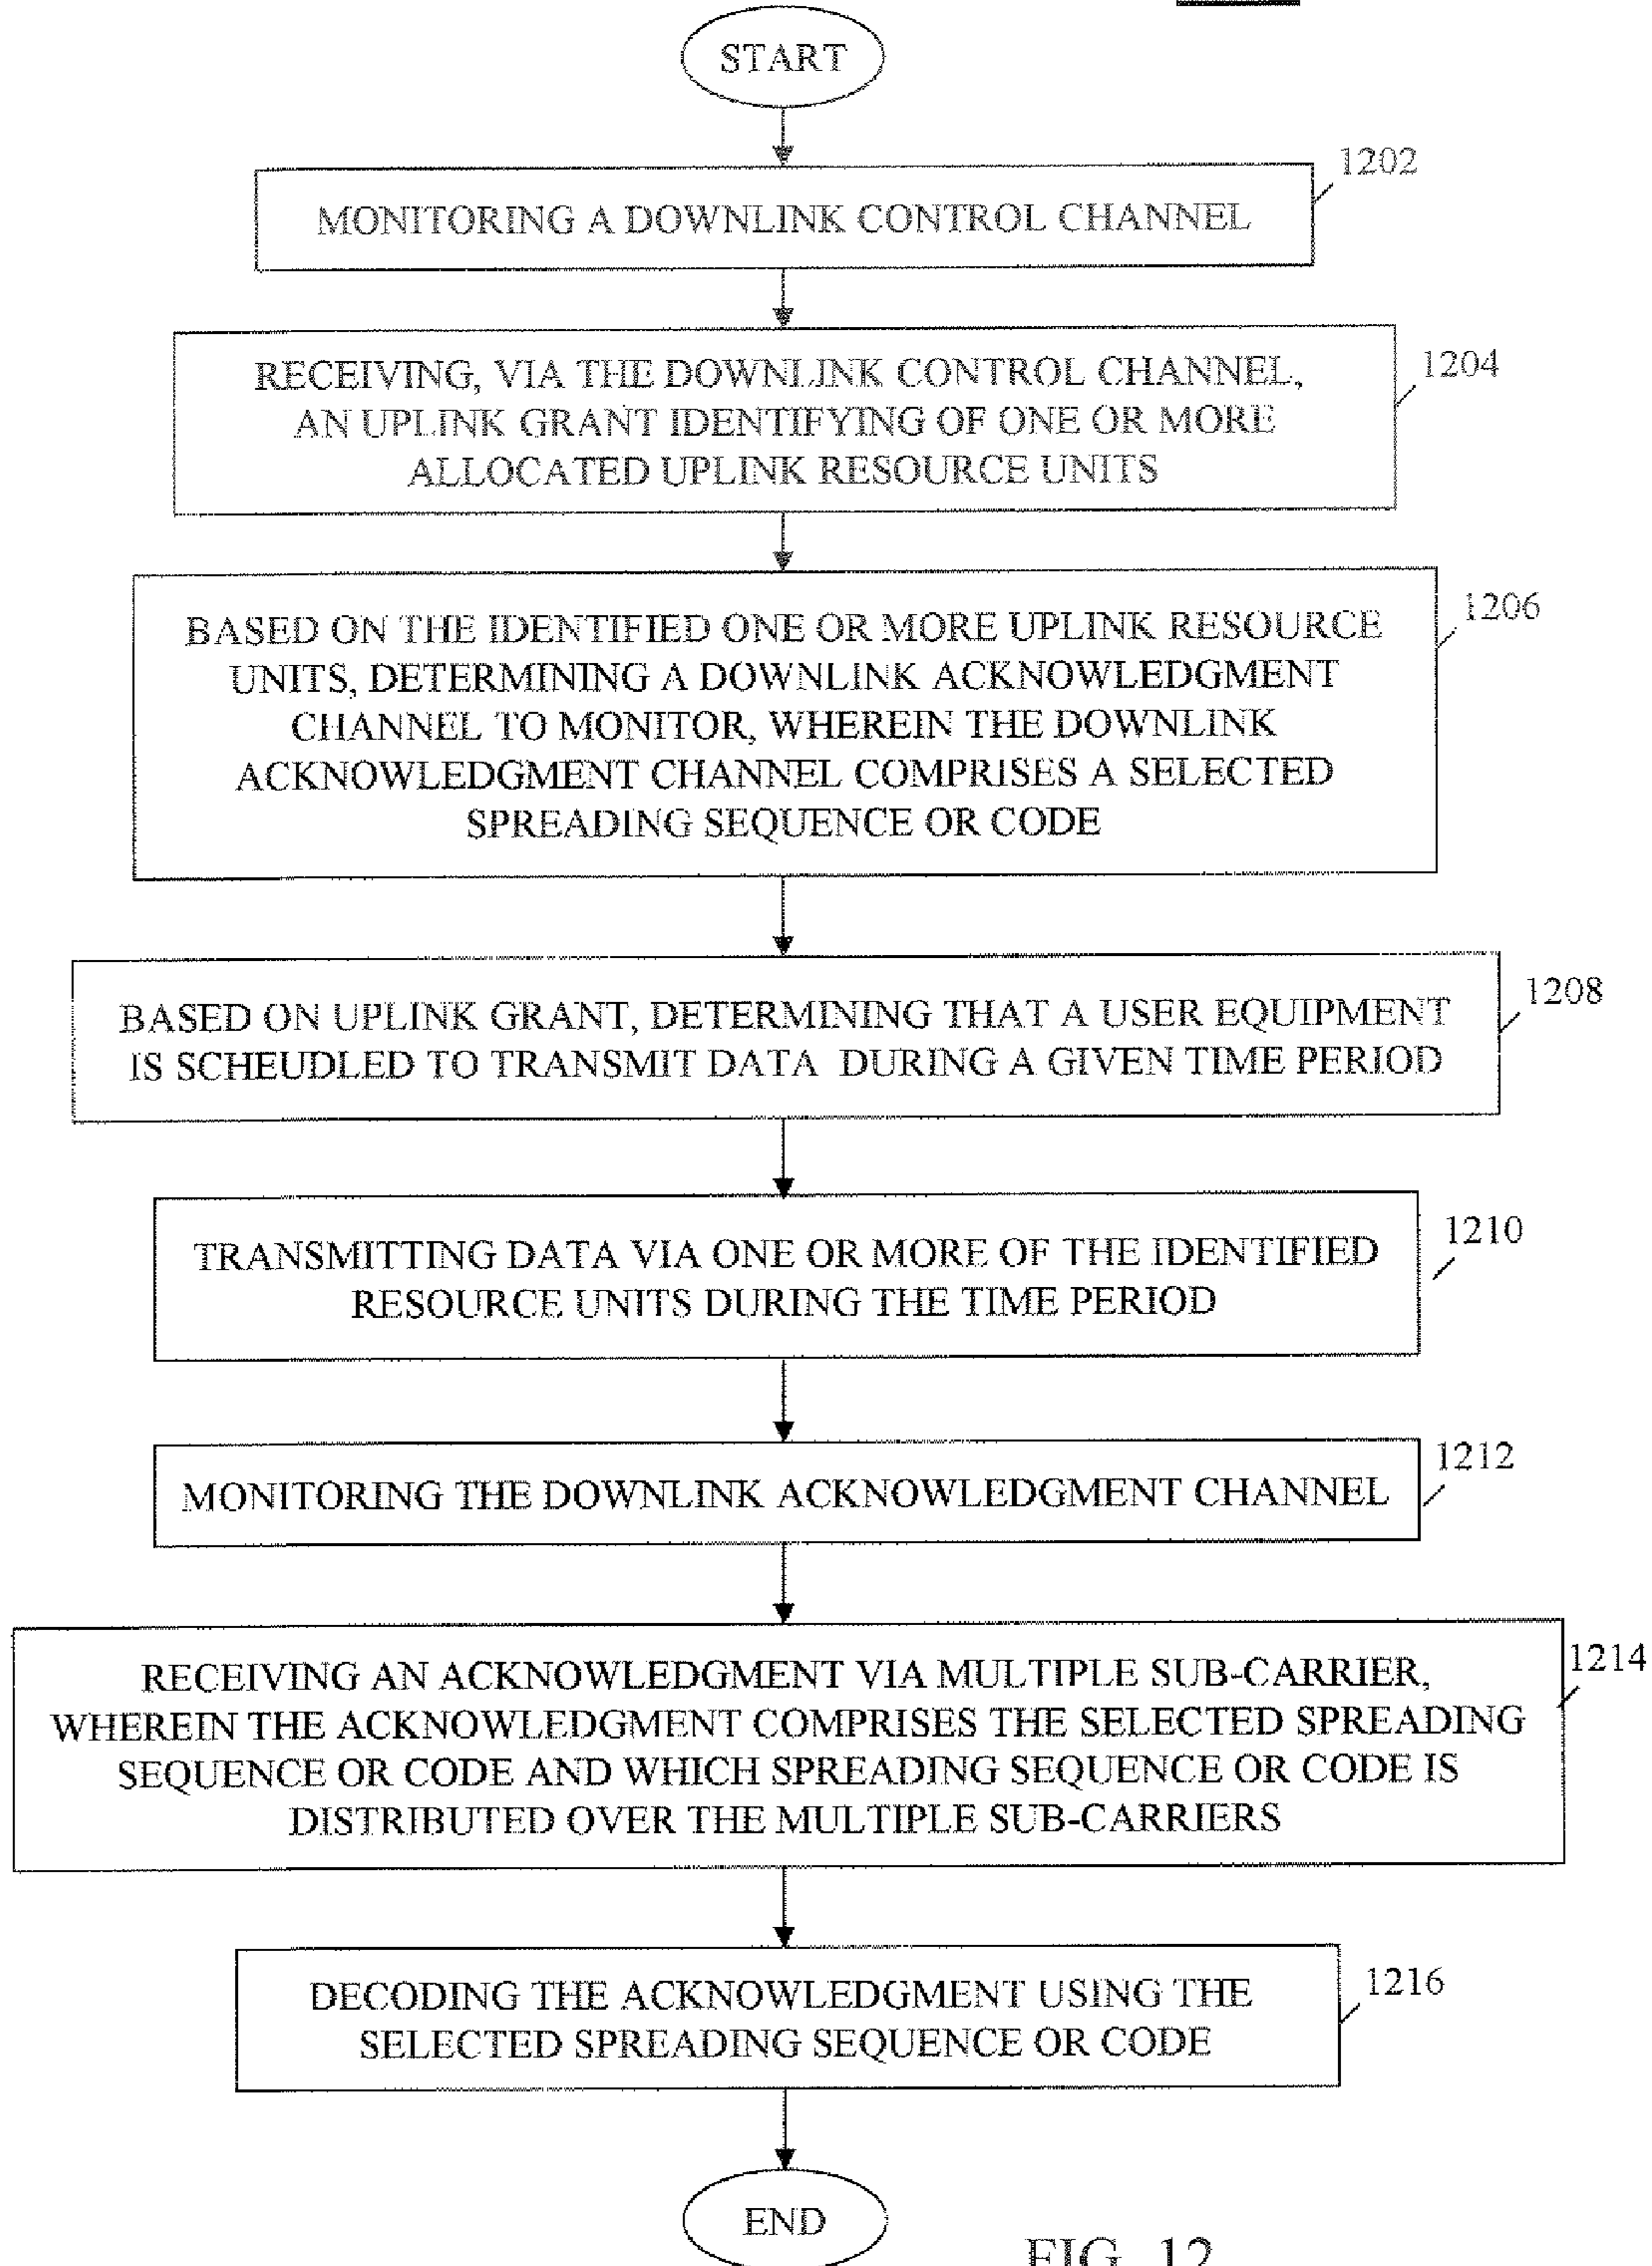 START
1202
MONITORING A DOWNLINK CONTROL CHANNEL
1204
RECEIVING, VIA THE DOWNLINK CONTROL CHANNEL,
AN UPLINK GRANT IDENTIFYING OF ONE OR MORE
ALLOCATED UPLINK RESOURCE UNITS
1206
BASED ON THE IDENTIFIED ONE OR MORE UPLINK RESOURCE
UNITS, DETERMINING A DOWNLINK ACKNOWLEDGMENT
CHANNEL TO MONITOR, WHEREIN THE DOWNLINK
ACKNOWLEDGMENT CHANNEL COMPRISES A SELECTED
SPREADING SEQUENCE OR CODE
1208
BASED ON UPLINK GRANT, DETERMINING THAT A USER EQUIPMENT
IS SCHEUDLED TO TRANSMIT DATA DURING A GIVEN TIME PERIOD
1210
TRANSMITTING DATA VIA ONE OR MORE OF THE IDENTIFIED
RESOURCE UNITS DURING THE TIME PERIOD
1212
MONITORING THE DOWNLINK ACKNOWLEDGMENT CHANNEL
1214
RECEIVING AN ACKNOWLEDGMENT VIA MULTIPLE SUB-CARRIER,
WHEREIN THE ACKNOWLEDGMENT COMPRISES THE SELECTED SPREADING
SEQUENCE OR CODE AND WHICH SPREADING SEQUENCE OR CODE IS
DISTRIBUTED OVER THE MULTIPLE SUB-CARRIERS
1216
DECODING THE ACKNOWLEDGMENT USING THE
SELECTED SPREADING SEQUENCE OR CODE
END
FIG. 12